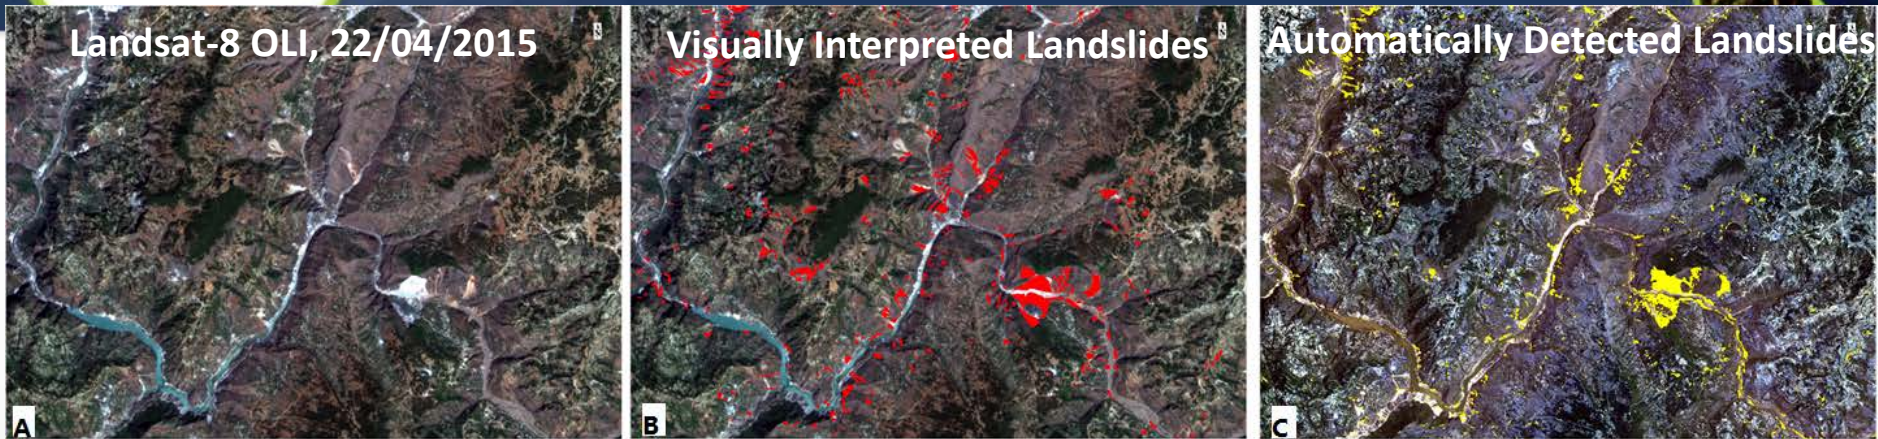 Landsat-8 OLI, 22/04/2015
Visually Interpreted Landslides
Automatically Detected Landslides
A
B
C